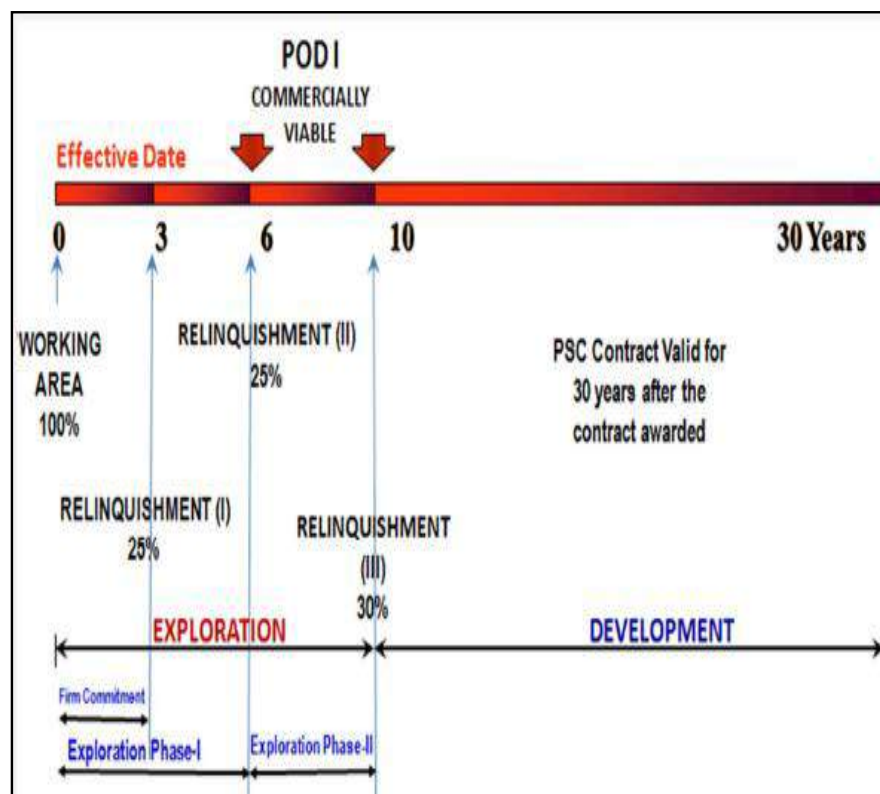 POD I
COMMERCIALLY
VIABLE
Effective Date
0 3 6 10 30 Years
WORKING
AREA
100%
RELINQUISHMENT (II)
25%
PSC Contract Valid for
30 years after the
contract awarded
RELINQUISHMENT (I)
25%
RELINQUISHMENT
(III)
30%
EXPLORATION
DEVELOPMENT
Firm Commitment
Exploration Phase-I
Exploration Phase-II